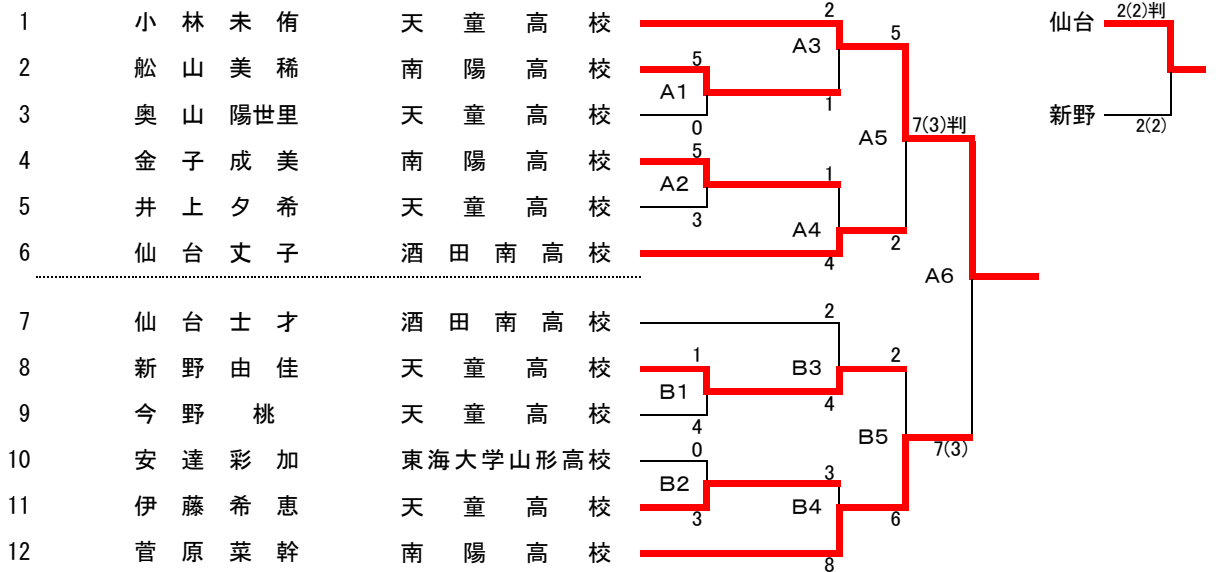 1 小林未侑 天童高校 2
仙台 2(2)判
A3 5
2 舩山美稀 南陽高校 5
A1 1
3 奥山陽世里 天童高校 0
新野 2(2)
7(3)判
A5
4 金子成美 南陽高校 5
A2 1
5 井上夕希 天童高校 3
A4 2
6 仙台丈子 酒田南高校 4
A6
7 仙台士才 酒田南高校 2
8 新野由佳 天童高校 1
B3 2
B1 4
9 今野桃 天童高校 4
B5 7(3)
10 安達彩加 東海大学山形高校 0
B2 3
11 伊藤希恵 天童高校 3
B4 6
12 菅原菜幹 南陽高校 8